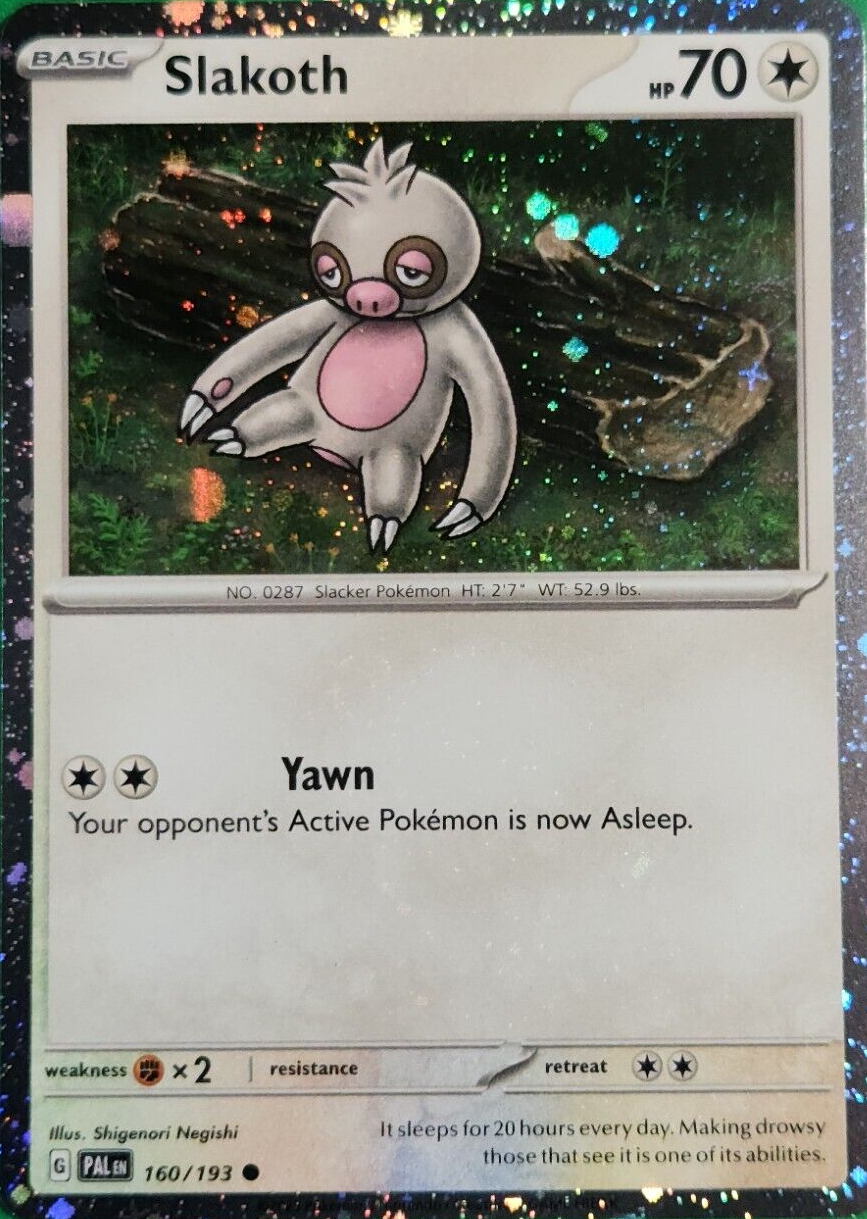 BASIC Slakoth HP 70
NO. 0287 Slacker Pokémon HT: 2'7" WT: 52.9 lbs.
Yawn
Your opponent's Active Pokémon is now Asleep.
weakness ×2 resistance retreat
Illus. Shigenori Negishi
It sleeps for 20 hours every day. Making drowsy
those that see it is one of its abilities.
G PAL EN 160/193